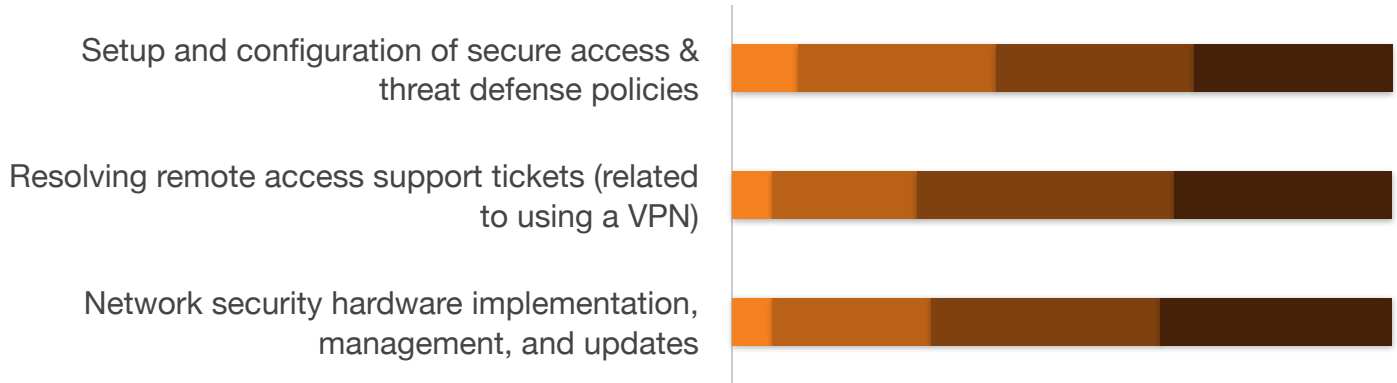 Setup and configuration of secure access &
threat defense policies
Resolving remote access support tickets (related
to using a VPN)
Network security hardware implementation,
management, and updates